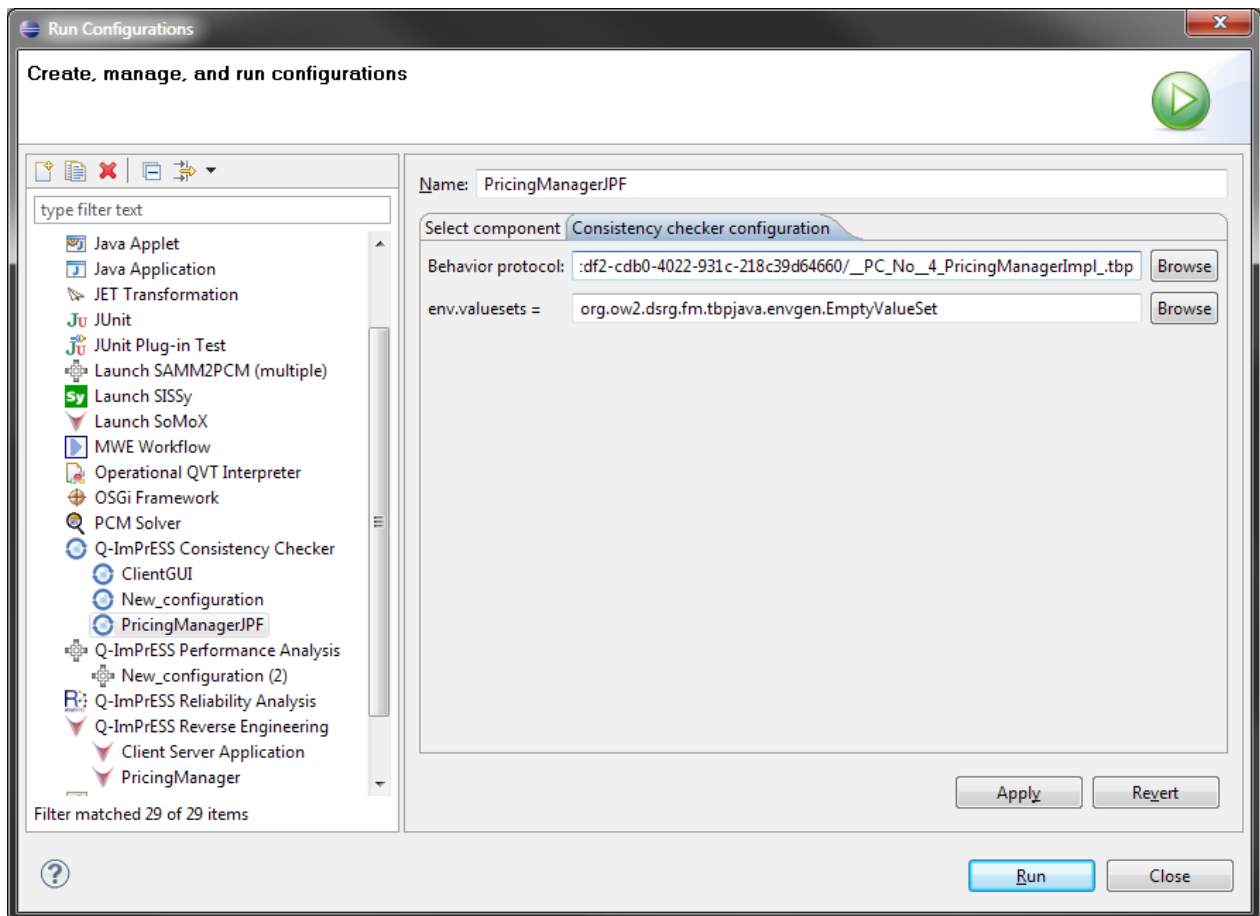 Run Configurations
Create, manage, and run configurations
type filter text
Java Applet
Java Application
JET Transformation
Ju JUnit
JUnit Plug-in Test
Launch SAMM2PCM (multiple)
Sy Launch SISSy
Launch SoMoX
MWE Workflow
Operational QVT Interpreter
OSGi Framework
PCM Solver
Q-ImPrESS Consistency Checker
ClientGUI
New_configuration
PricingManagerJPF
Q-ImPrESS Performance Analysis
New_configuration (2)
Q-ImPrESS Reliability Analysis
Q-ImPrESS Reverse Engineering
Client Server Application
PricingManager
Filter matched 29 of 29 items
Name: PricingManagerJPF
Select component Consistency checker configuration
Behavior protocol: :df2-cdb0-4022-931c-218c39d64660/__PC_No__4_PricingManagerImpl_.tbp Browse
env.valuesets = org.ow2.dsrg.fm.tbpjava.envgen.EmptyValueSet Browse
Apply Revert
? Run Close